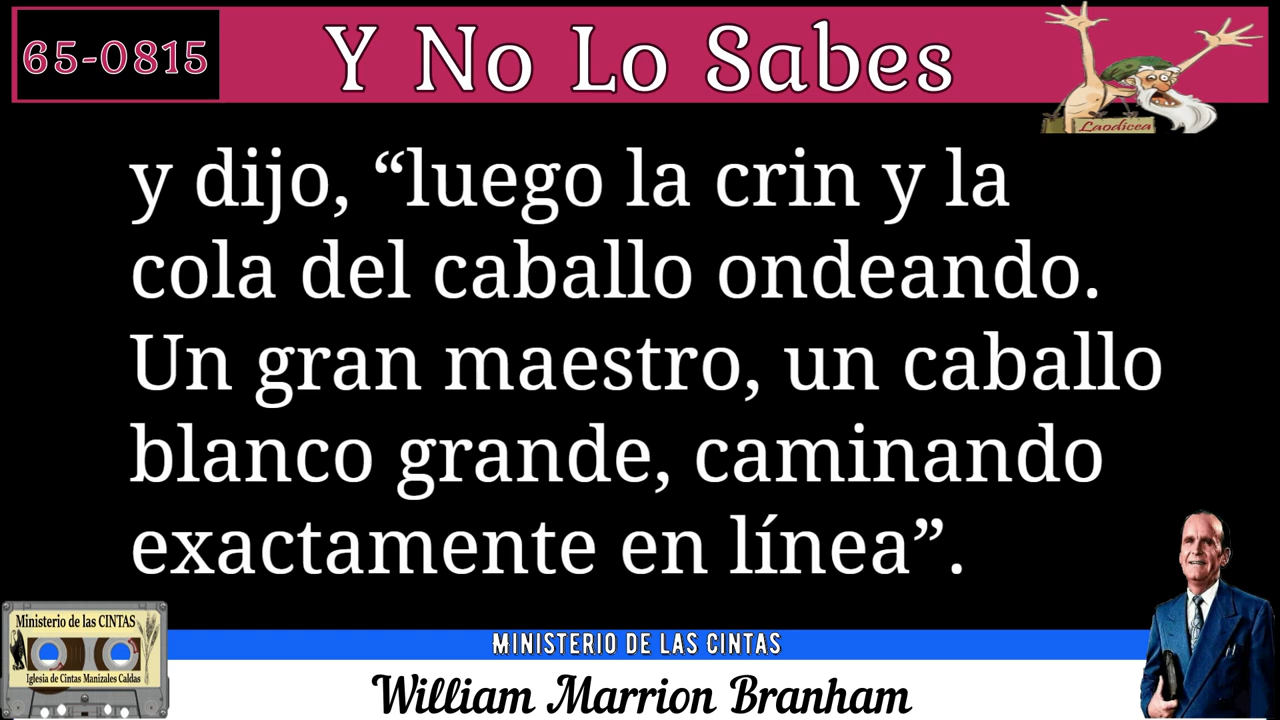 65-0815
Y No Lo Sabes
Laodicea
y dijo, “luego la crin y la
cola del caballo ondeando.
Un gran maestro, un caballo
blanco grande, caminando
exactamente en línea”.
Ministerio de las CINTAS
Iglesia de Cintas Manizales Caldas
MINISTERIO DE LAS CINTAS
William Marrion Branham